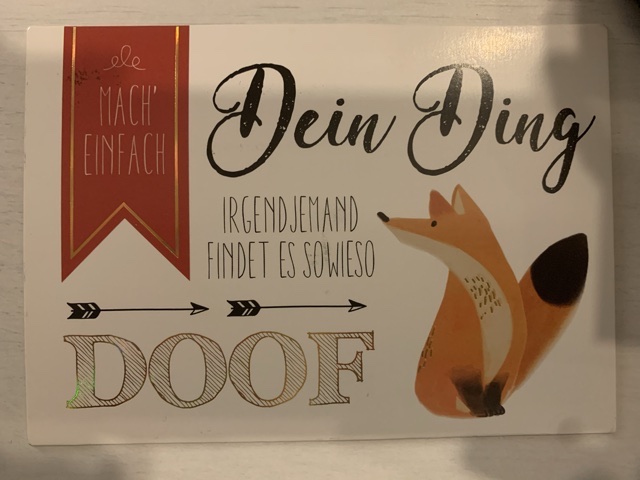 MACH'
EINFACH
Dein Ding
IRGENDJEMAND
FINDET ES SOWIESO
DOOF